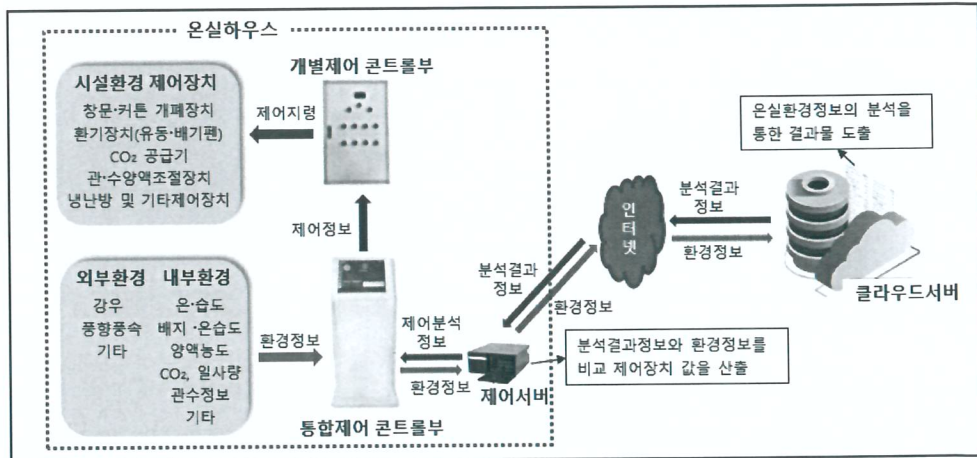 온실하우스
시설환경 제어장치
창문·커튼 개폐장치
환기장치(유동·배기팬)
CO₂ 공급기
관·수양액조절장치
냉난방 및 기타제어장치
제어지령
개별제어 콘트롤부
제어정보
외부환경
강우
풍향풍속
기타
내부환경
온·습도
배지 ·온습도
양액농도
CO₂, 일사량
관수정보
기타
환경정보
통합제어 콘트롤부
제어분석
정보
환경정보
제어서버
분석결과
정보
환경정보
인
터
넷
분석결과
정보
환경정보
온실환경정보의 분석을
통한 결과물 도출
클라우드서버
분석결과정보와 환경정보를
비교 제어장치 값을 산출